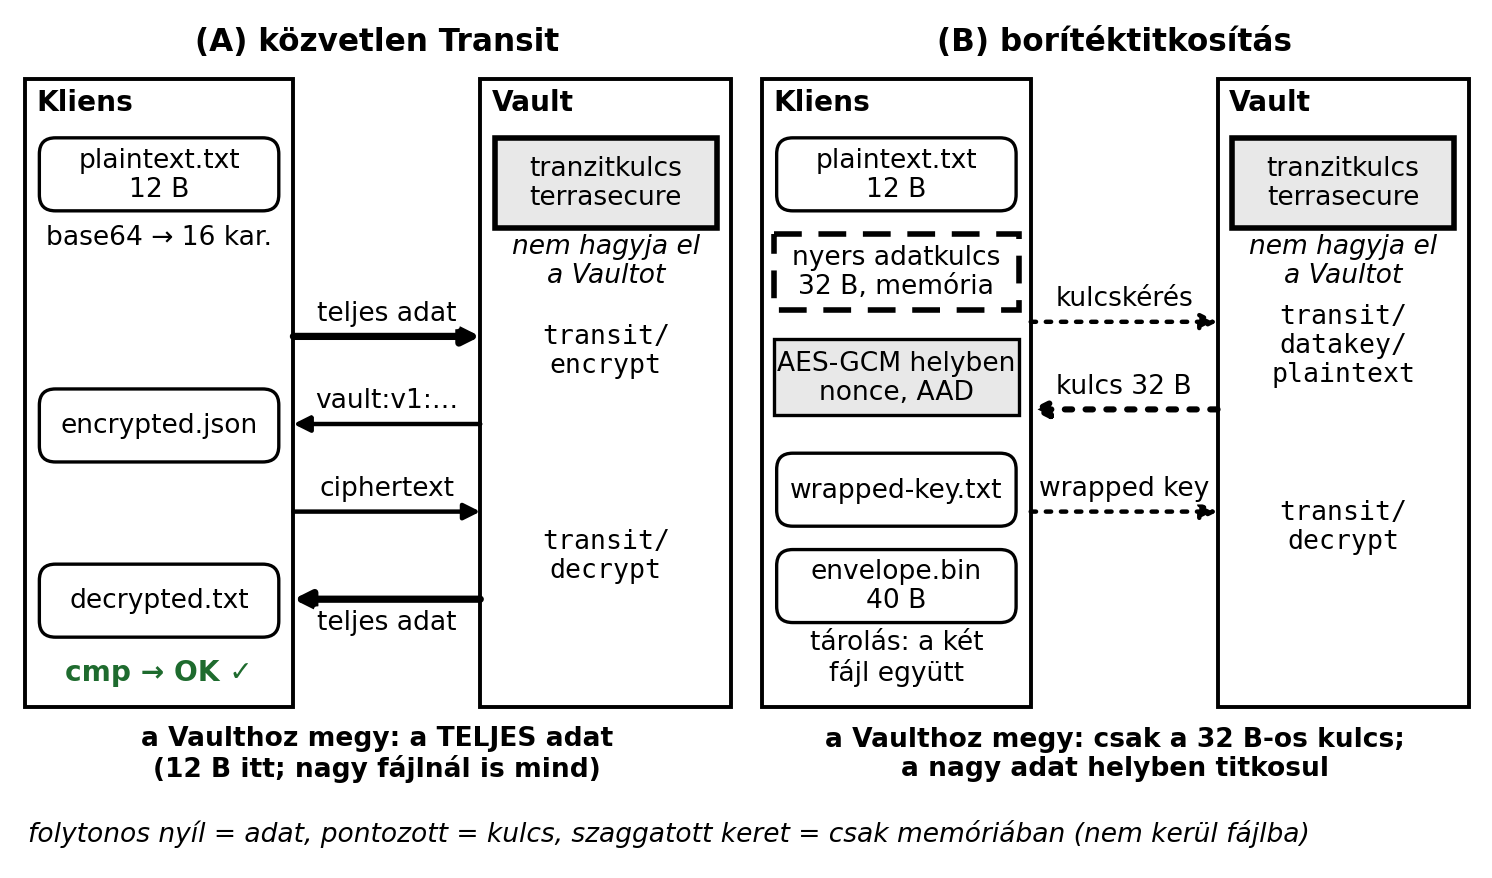 (A) közvetlen Transit
Kliens
plaintext.txt
12 B
base64 → 16 kar.
encrypted.json
decrypted.txt
cmp → OK ✓
teljes adat
vault:v1:...
ciphertext
teljes adat
Vault
tranzitkulcs
terrasecure
nem hagyja el
a Vaultot
transit/
encrypt
transit/
decrypt
a Vaulthoz megy: a TELJES adat
(12 B itt; nagy fájlnál is mind)
(B) borítéktitkosítás
Kliens
plaintext.txt
12 B
nyers adatkulcs
32 B, memória
AES-GCM helyben
nonce, AAD
wrapped-key.txt
envelope.bin
40 B
tárolás: a két
fájl együtt
kulcskérés
kulcs 32 B
wrapped key
Vault
tranzitkulcs
terrasecure
nem hagyja el
a Vaultot
transit/
datakey/
plaintext
transit/
decrypt
a Vaulthoz megy: csak a 32 B-os kulcs;
a nagy adat helyben titkosul
folytonos nyíl = adat, pontozott = kulcs, szaggatott keret = csak memóriában (nem kerül fájlba)